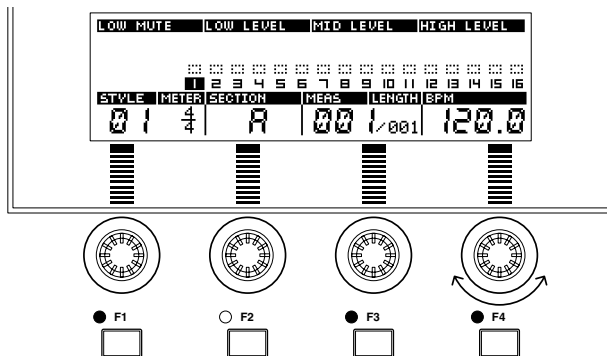 LOW MUTE LOW LEVEL MID LEVEL HIGH LEVEL
1 2 3 4 5 6 7 8 9 10 11 12 13 14 15 16
STYLE METER SECTION MEAS LENGTH BPM
01 4/4 A 001/001 120.0
F1 F2 F3 F4